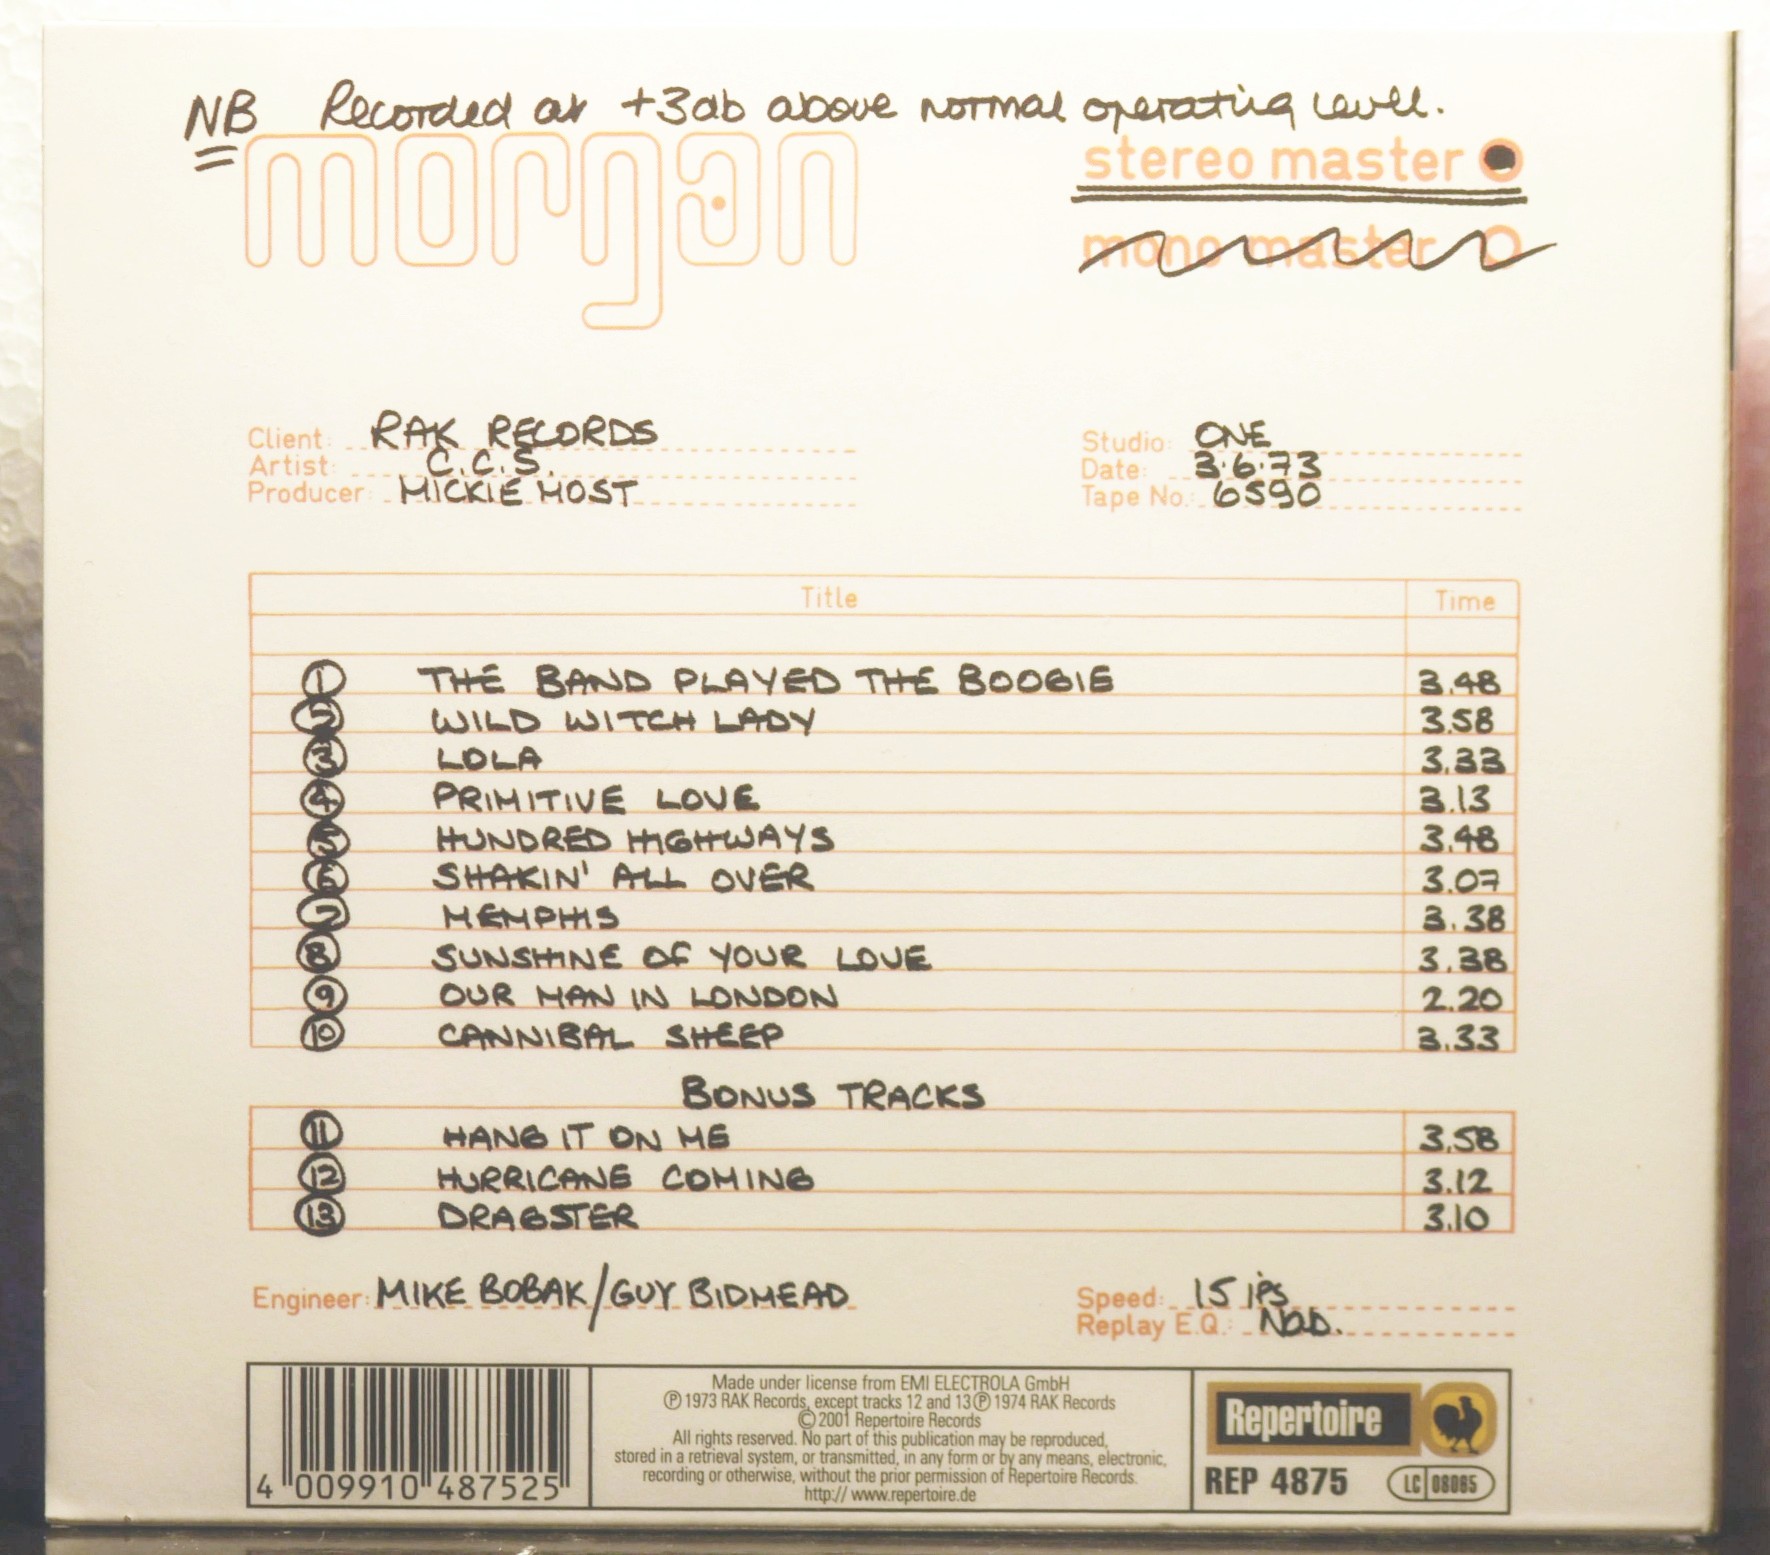 NB Recorded at +3db above normal operating level.
morgan
stereo master
mono master
Client: RAK RECORDS
Artist: C.C.S.
Producer: MICKIE MOST
Studio: ONE
Date: 3.6.73
Tape No.: 6590
Title Time
1 THE BAND PLAYED THE BOOGIE 3.48
2 WILD WITCH LADY 3.58
3 LOLA 3.33
4 PRIMITIVE LOVE 3.13
5 HUNDRED HIGHWAYS 3.48
6 SHAKIN' ALL OVER 3.07
7 MEMPHIS 3.38
8 SUNSHINE OF YOUR LOVE 3.38
9 OUR MAN IN LONDON 2.20
10 CANNIBAL SHEEP 3.33
BONUS TRACKS
11 HANG IT ON ME 3.58
12 HURRICANE COMING 3.12
13 DRAGSTER 3.10
Engineer: MIKE BOBAK/GUY BIDMEAD
Speed: 15 ips
Replay E.Q.: Nab.
4 009910 487525
Made under license from EMI ELECTROLA GmbH
Ⓟ 1973 RAK Records, except tracks 12 and 13 Ⓟ 1974 RAK Records
© 2001 Repertoire Records
All rights reserved. No part of this publication may be reproduced,
stored in a retrieval system, or transmitted, in any form or by any means, electronic,
recording or otherwise, without the prior permission of Repertoire Records.
http:// www.repertoire.de
Repertoire
REP 4875
LC 08065